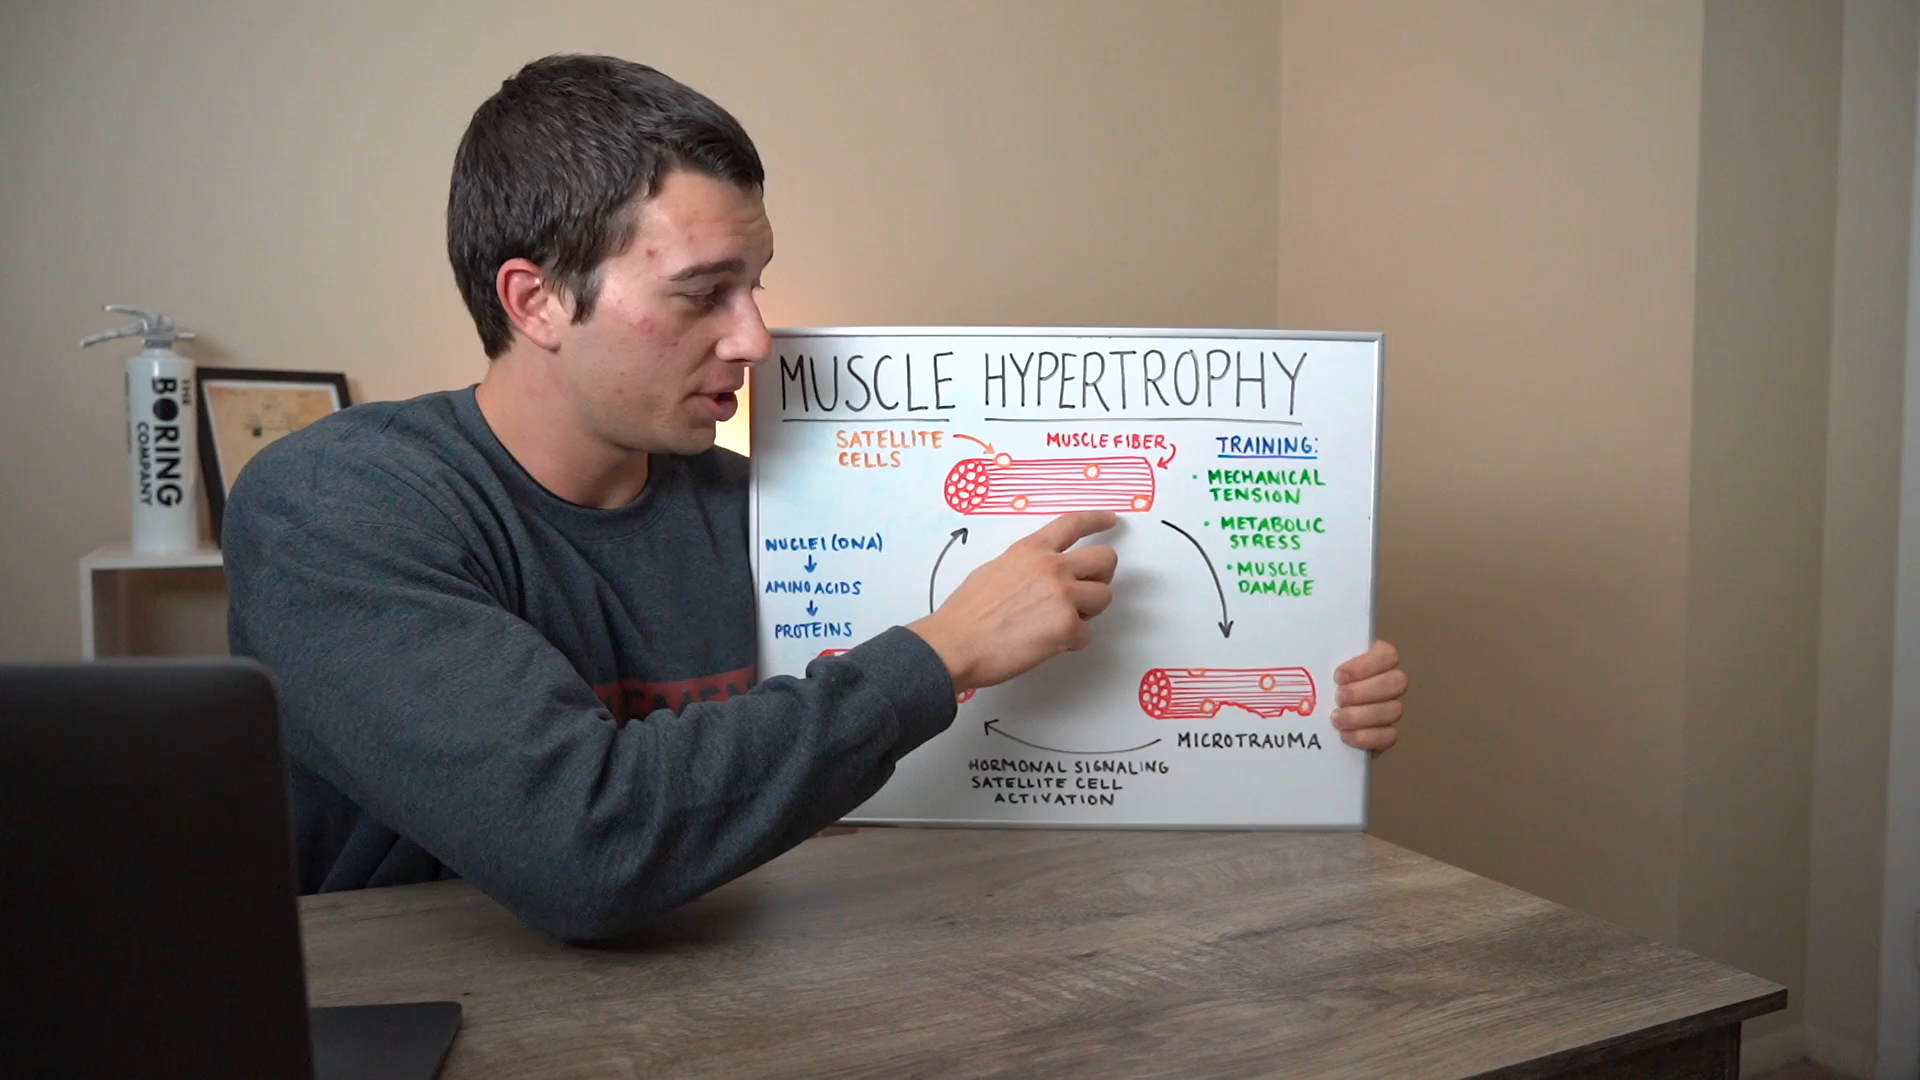 THE
BORING
COMPANY
MUSCLE HYPERTROPHY
SATELLITE
CELLS
MUSCLE FIBER
TRAINING:
• MECHANICAL
TENSION
• METABOLIC
STRESS
• MUSCLE
DAMAGE
NUCLEI (DNA)
AMINO ACIDS
PROTEINS
MICROTRAUMA
HORMONAL SIGNALING
SATELLITE CELL
ACTIVATION